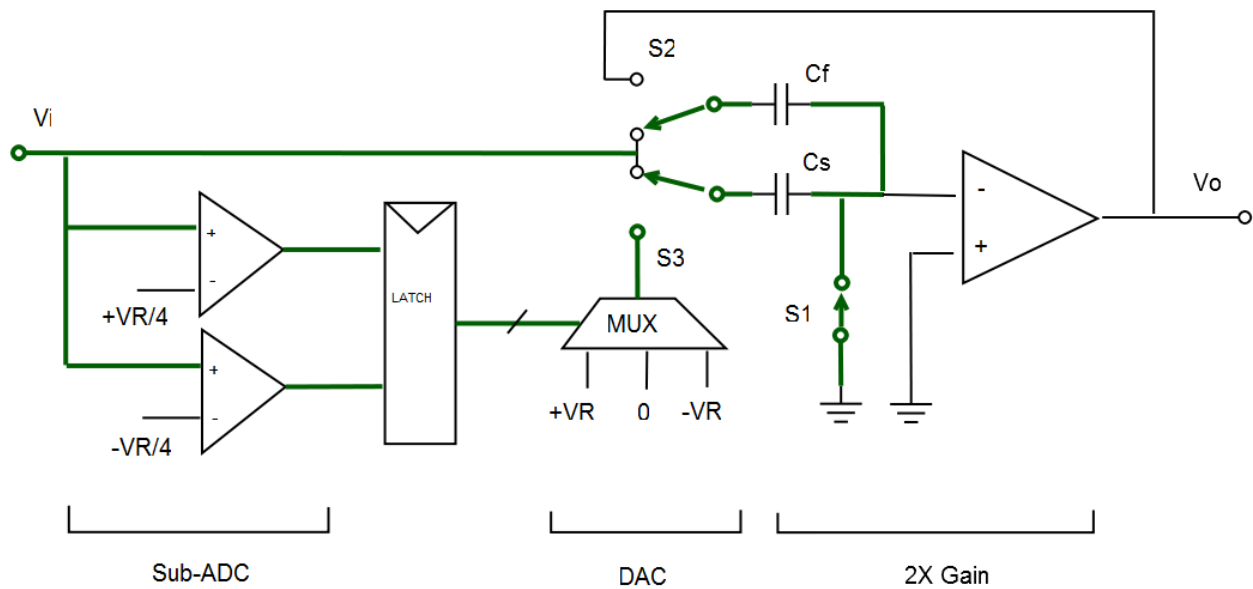 S2
Cf
Vi
Cs
-
Vo
+
+
S3
-
LATCH
S1
+VR/4
MUX
+
-
+VR 0 -VR
-VR/4
Sub-ADC DAC 2X Gain